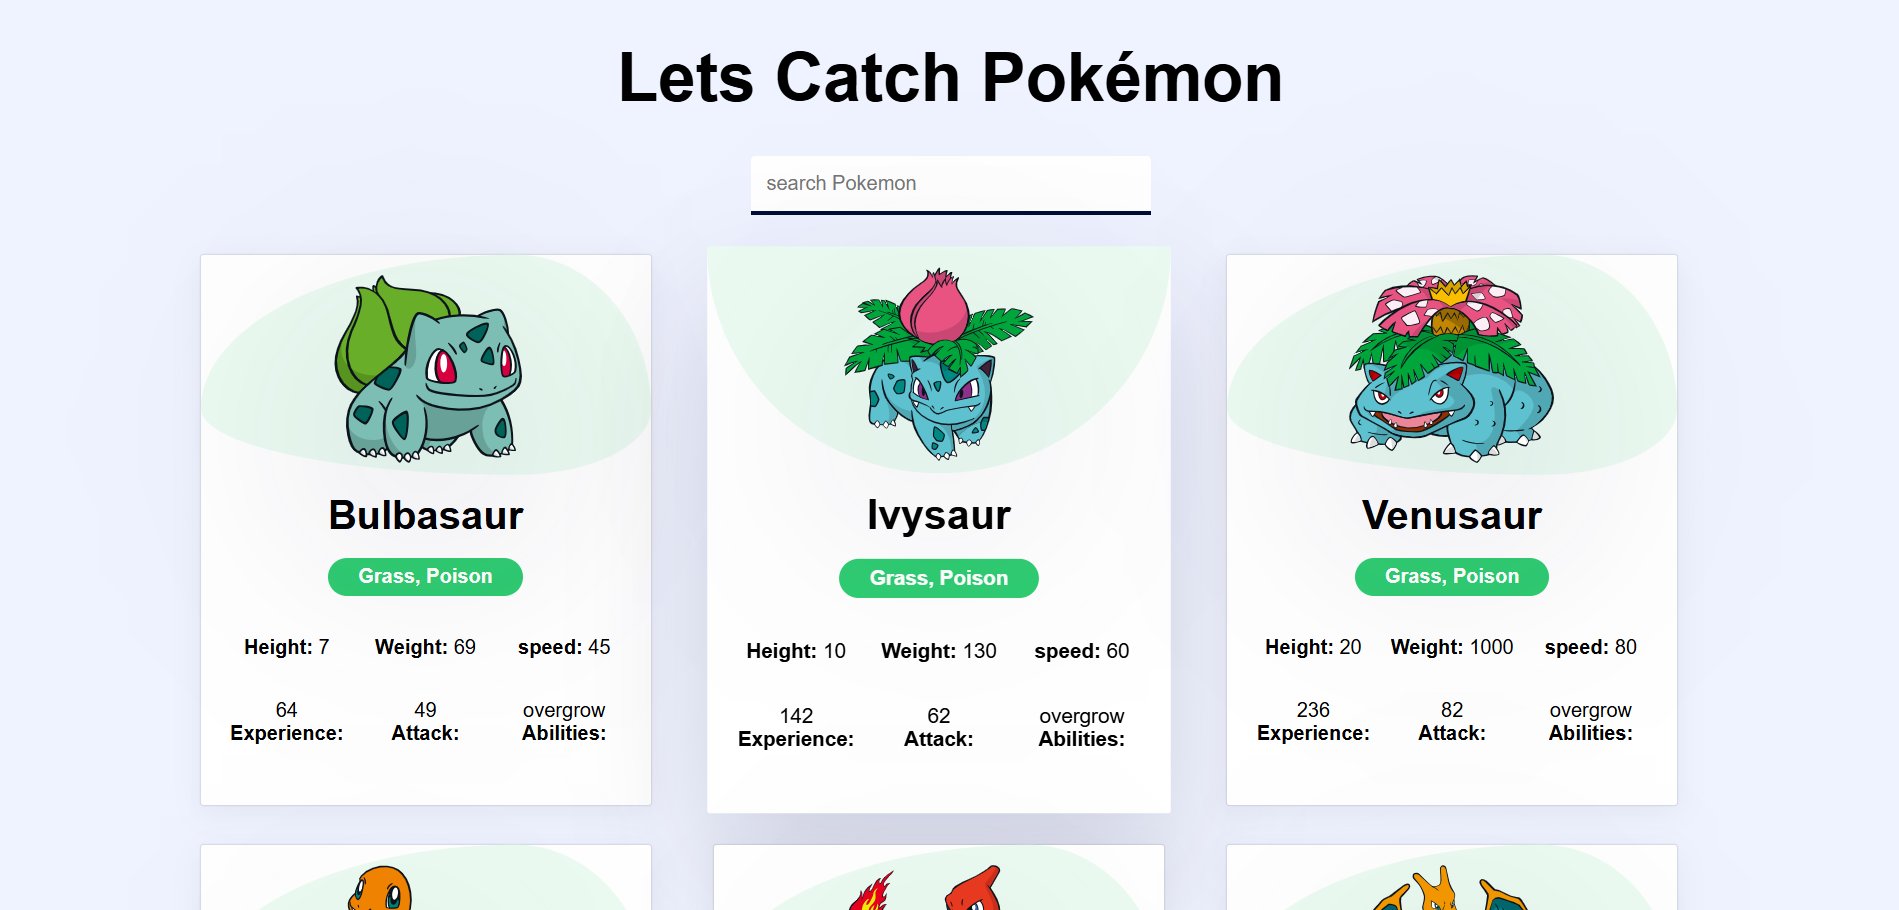 Lets Catch Pokémon
search Pokemon
Bulbasaur
Grass, Poison
Height: 7 Weight: 69 speed: 45
64 49 overgrow
Experience: Attack: Abilities:
Ivysaur
Grass, Poison
Height: 10 Weight: 130 speed: 60
142 62 overgrow
Experience: Attack: Abilities:
Venusaur
Grass, Poison
Height: 20 Weight: 1000 speed: 80
236 82 overgrow
Experience: Attack: Abilities: